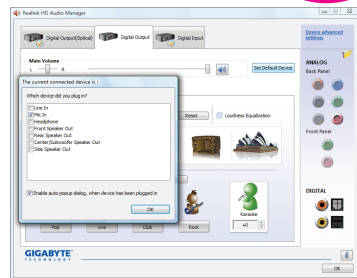 Realtek HD Audio Manager
Digital Output(Optical)
Digital Output
Digital Input
Device advanced
settings
Main Volume
L
R
Set Default Device
ANALOG
Back Panel
The current connected device is :
Which device did you plug in?
Line In
Mic In
Headphone
Front Speaker Out
Rear Speaker Out
Center/Subwoofer Speaker Out
Side Speaker Out
Enable auto popup dialog, when device has been plugged in
OK
Reset
Loudness Equalization
Front Panel
DIGITAL
Karaoke
Pop
Live
Club
Rock
+0
GIGABYTE
TECHNOLOGY
i
OK